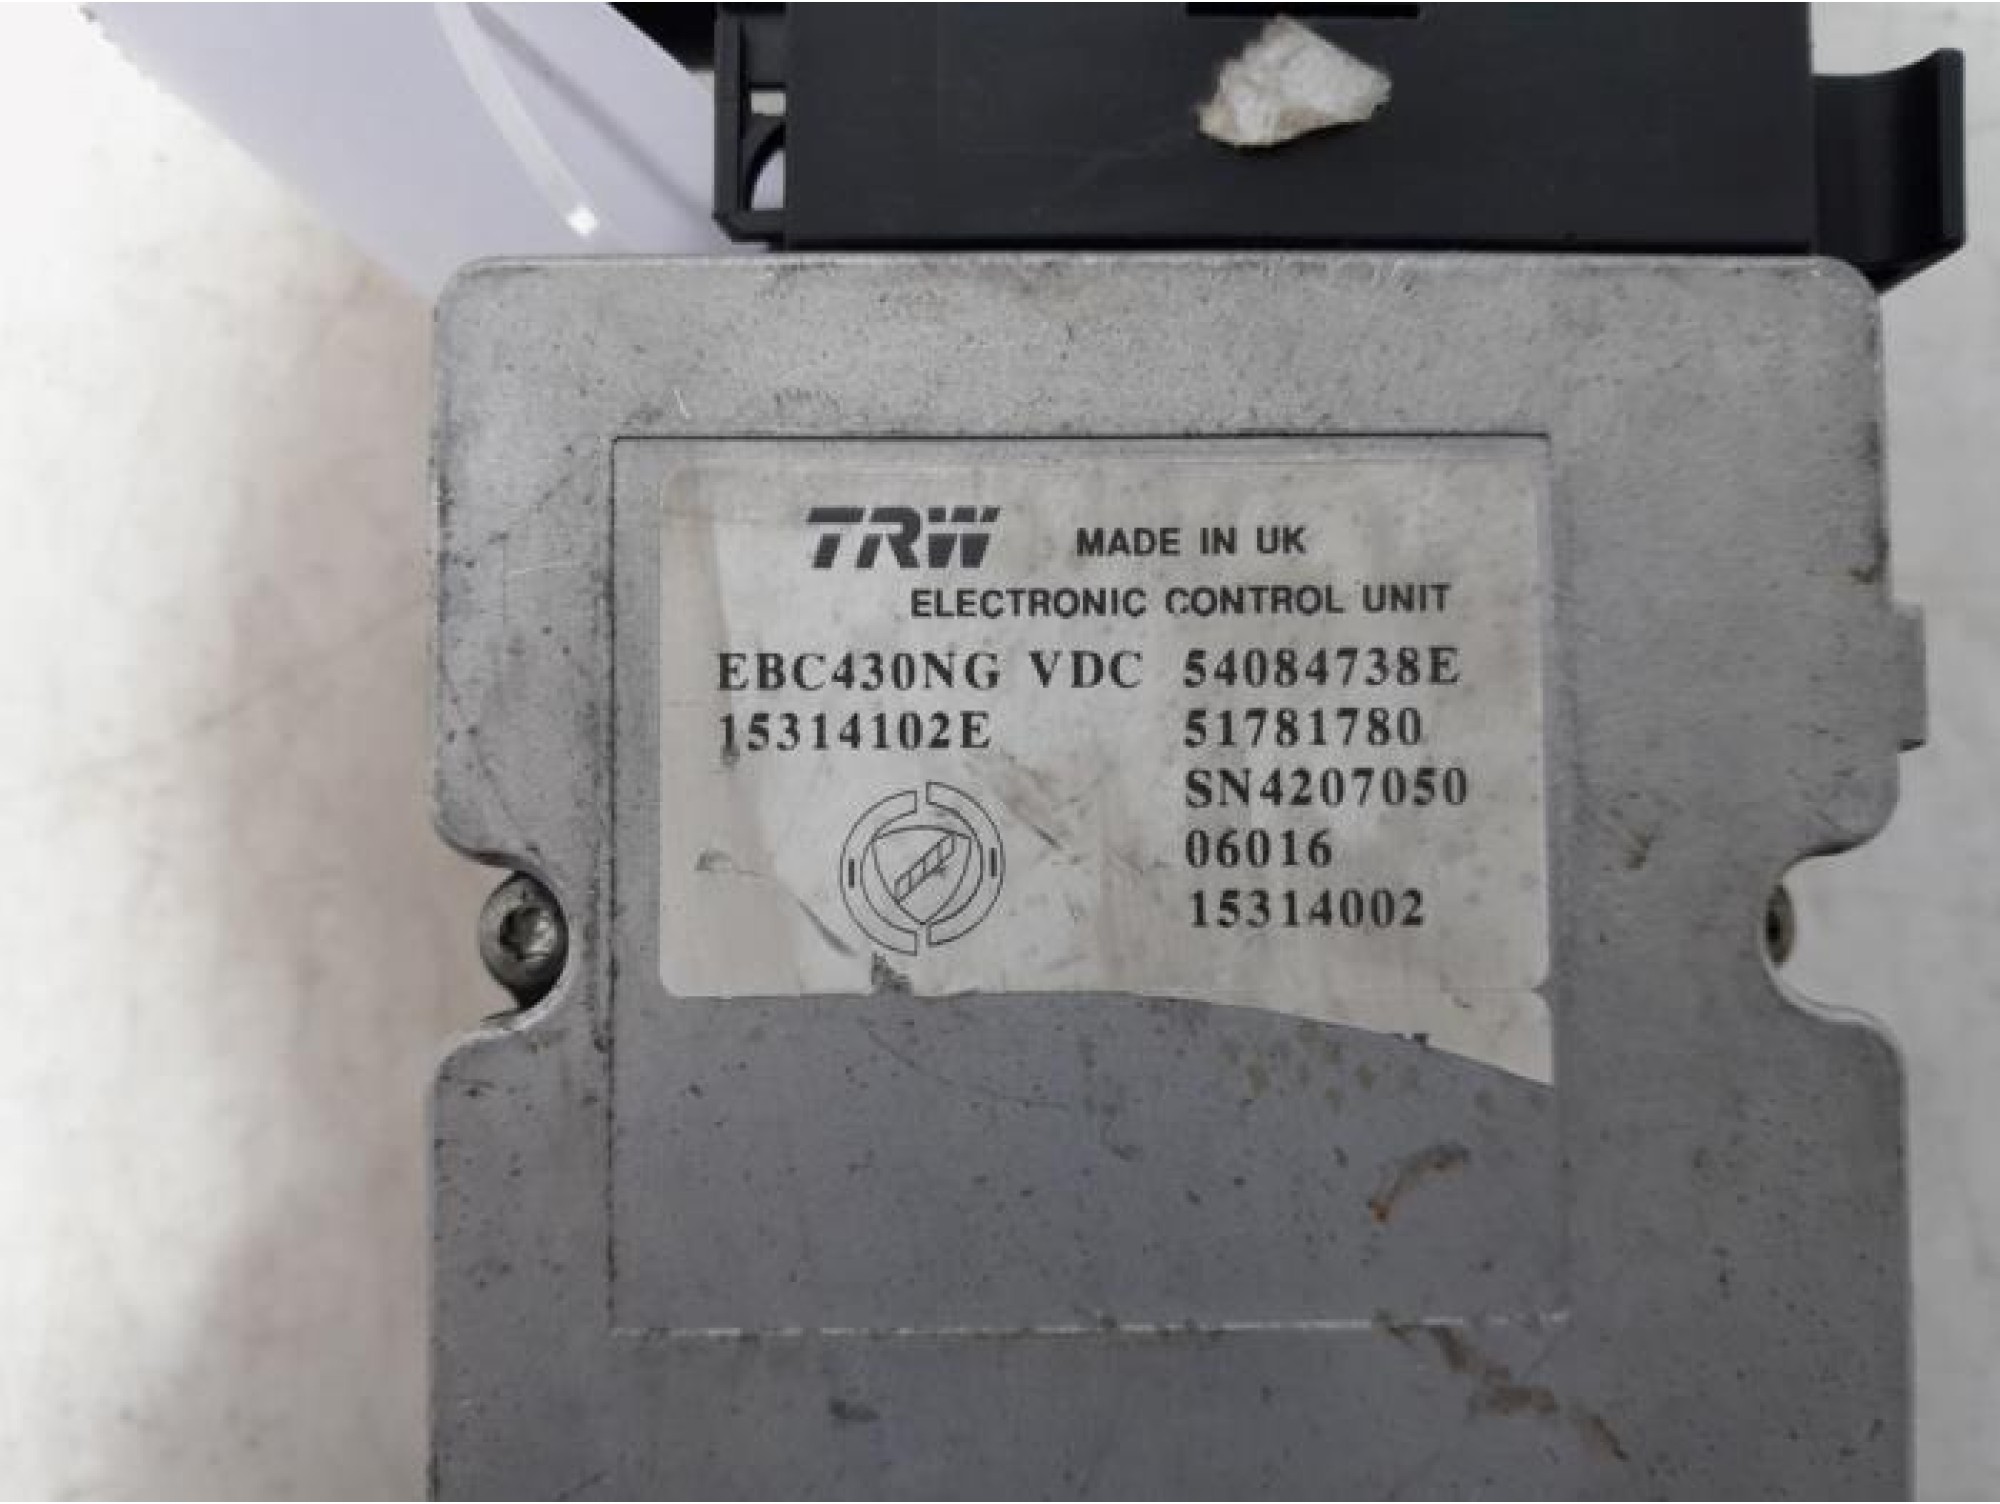 TRW MADE IN UK
ELECTRONIC CONTROL UNIT
EBC430NG VDC 54084738E
15314102E 51781780
SN4207050
06016
15314002